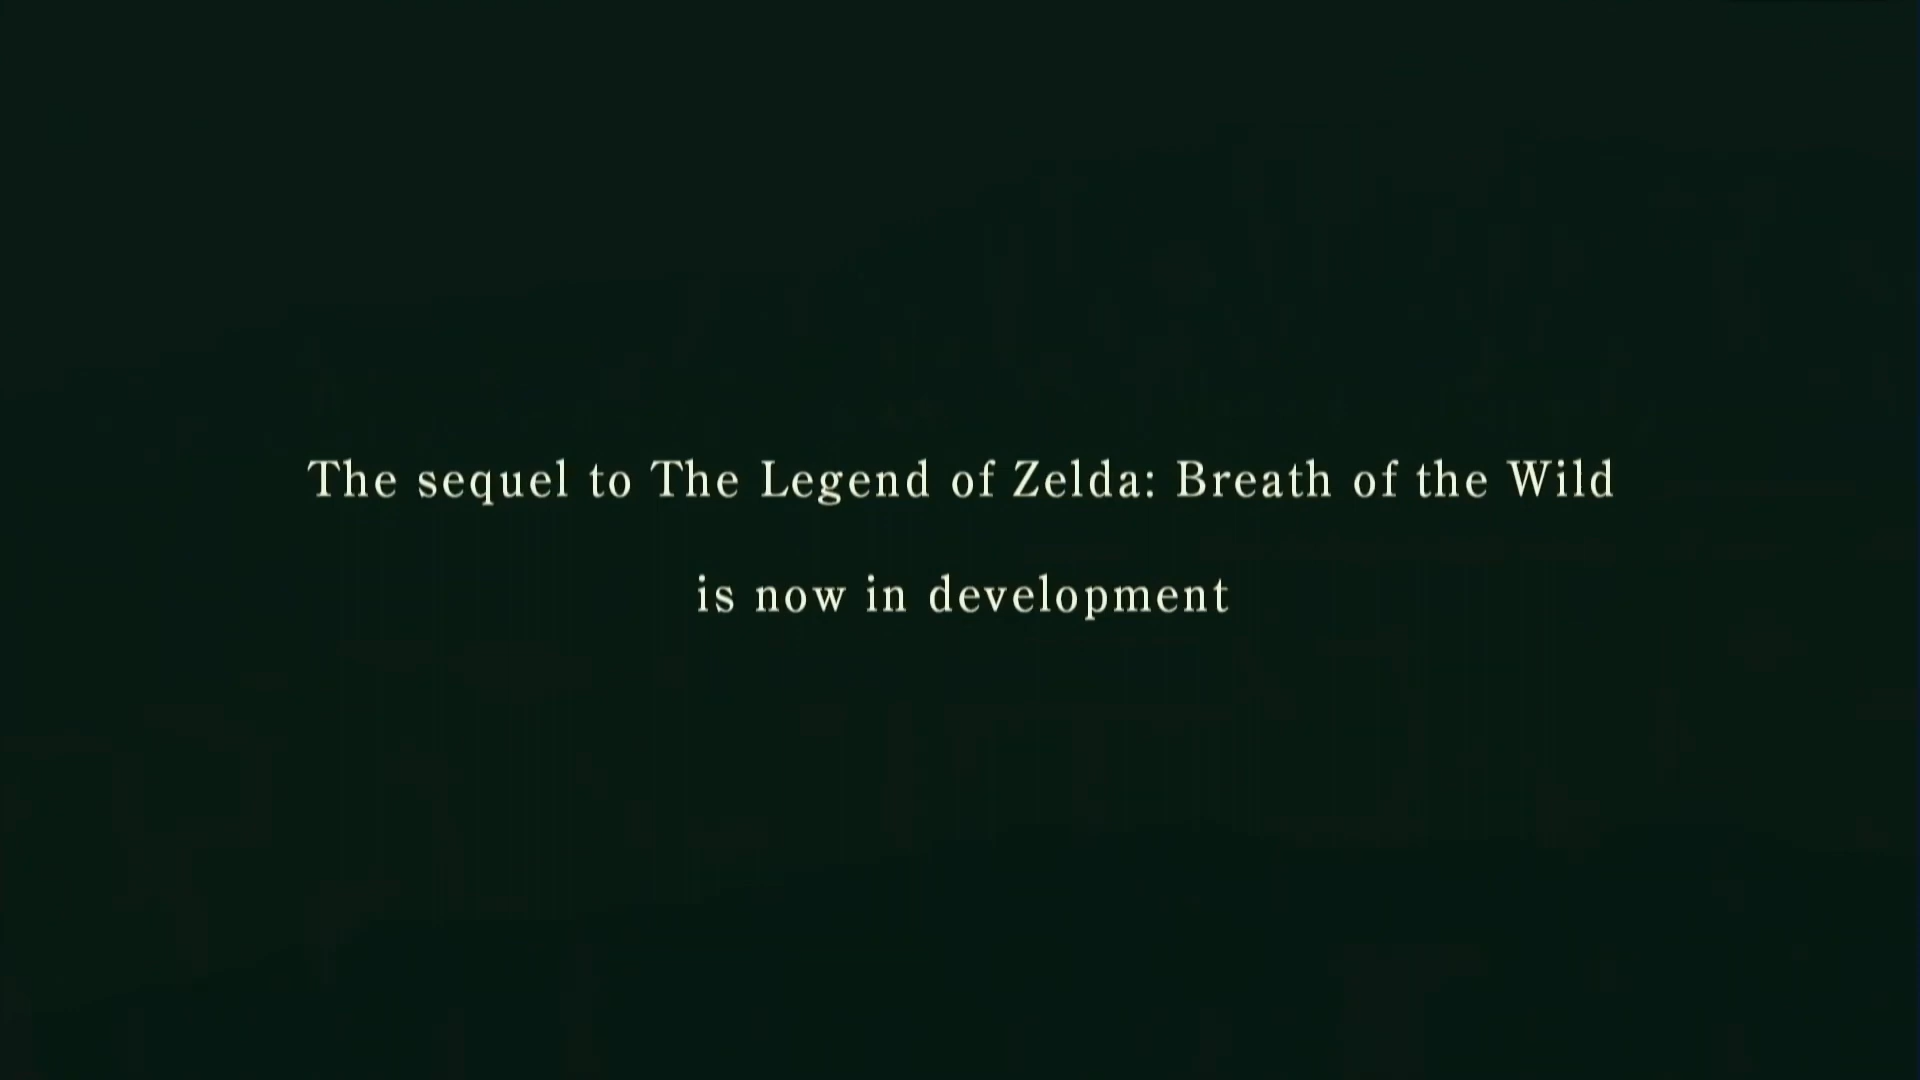 The sequel to The Legend of Zelda: Breath of the Wild
is now in development